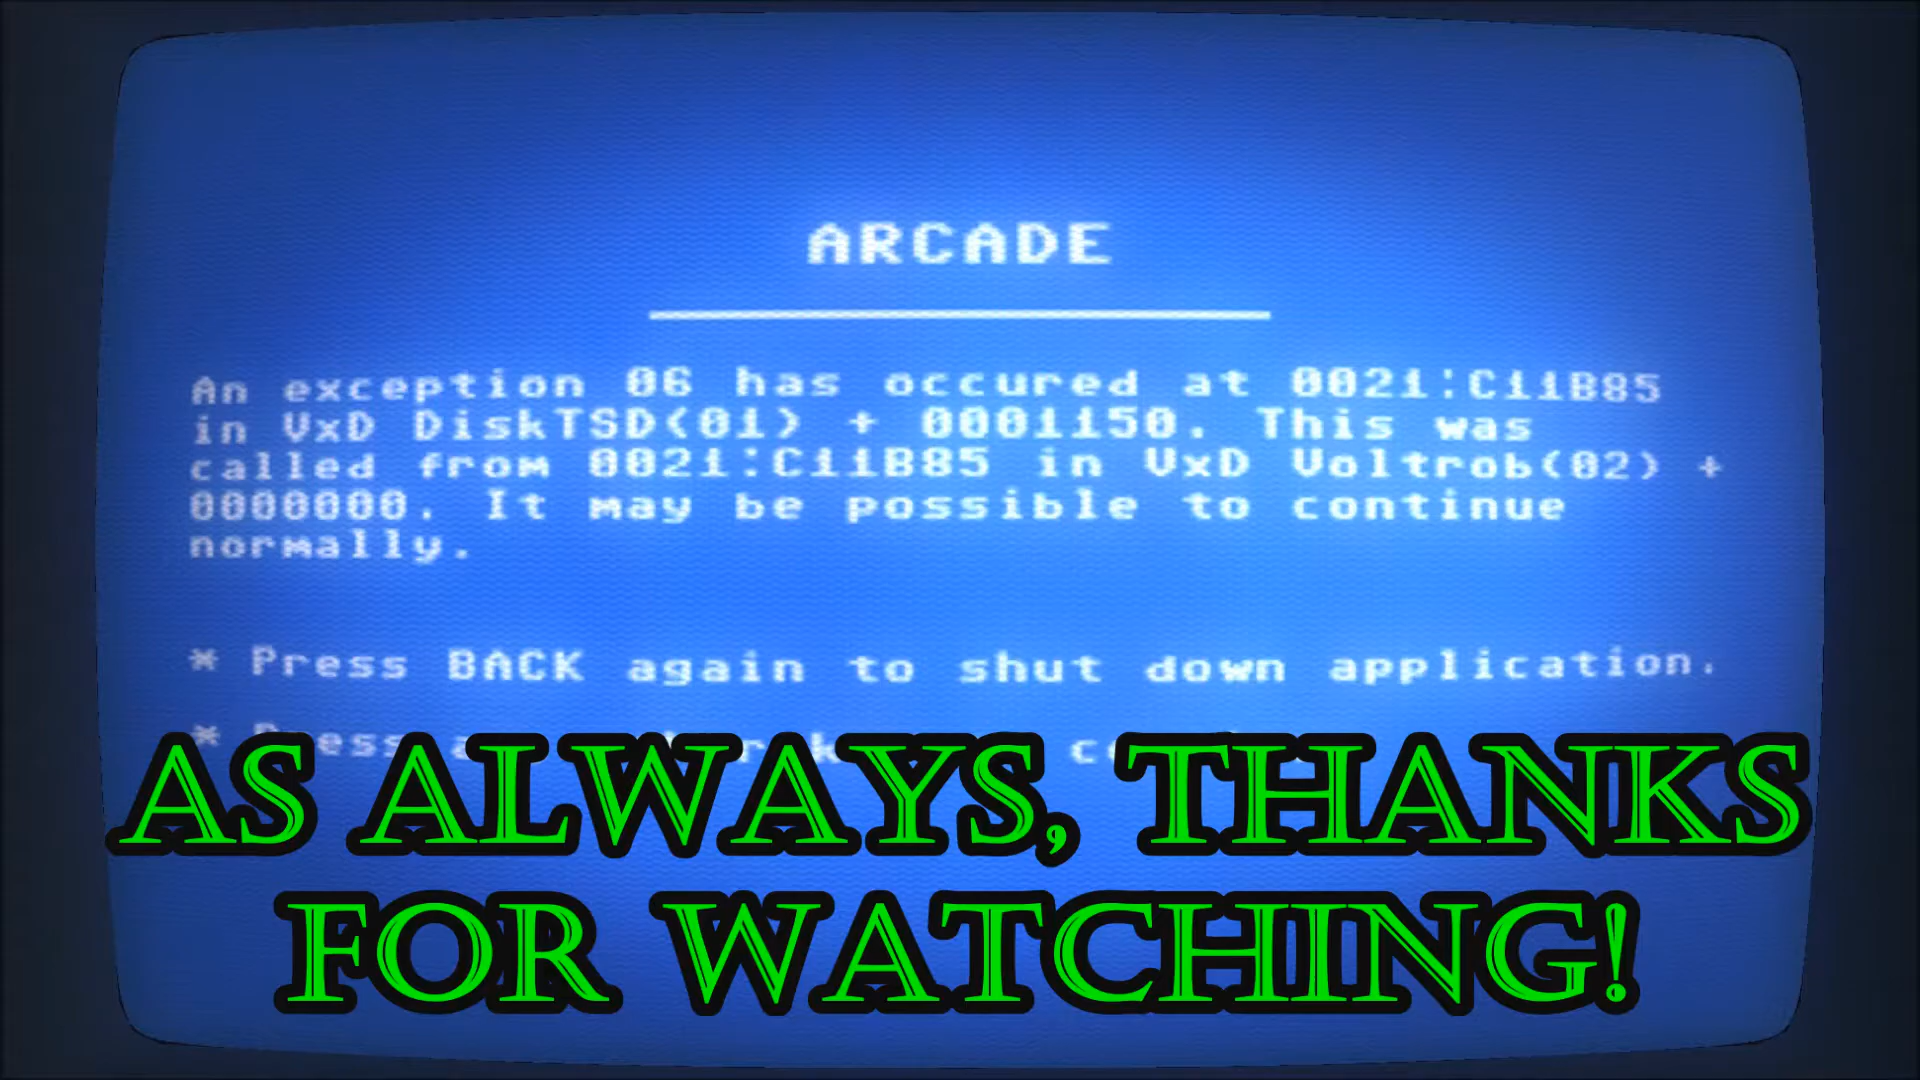 ARCADE
An exception 06 has occured at 0021:C11B85
in VxD DiskTSD(01) + 0001150. This was
called from 0021:C11B85 in VxD Voltrob(02) +
0000000. It may be possible to continue
normally.
* Press BACK again to shut down application.
* Press
AS ALWAYS, THANKS
FOR WATCHING!